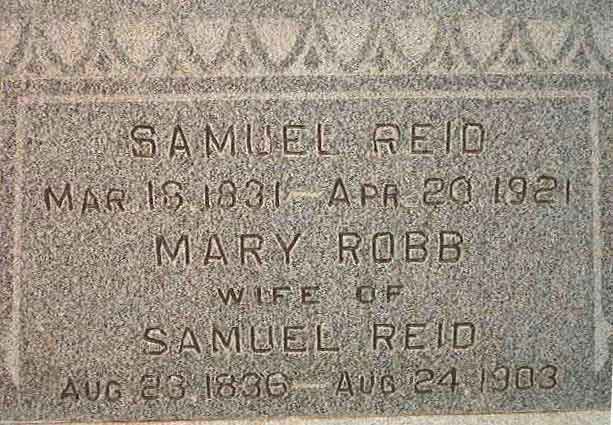 SAMUEL REID
MAR 18 1831 — APR 20 1921
MARY ROBB
WIFE OF
SAMUEL REID
AUG 23 1836 — AUG 24, 1903